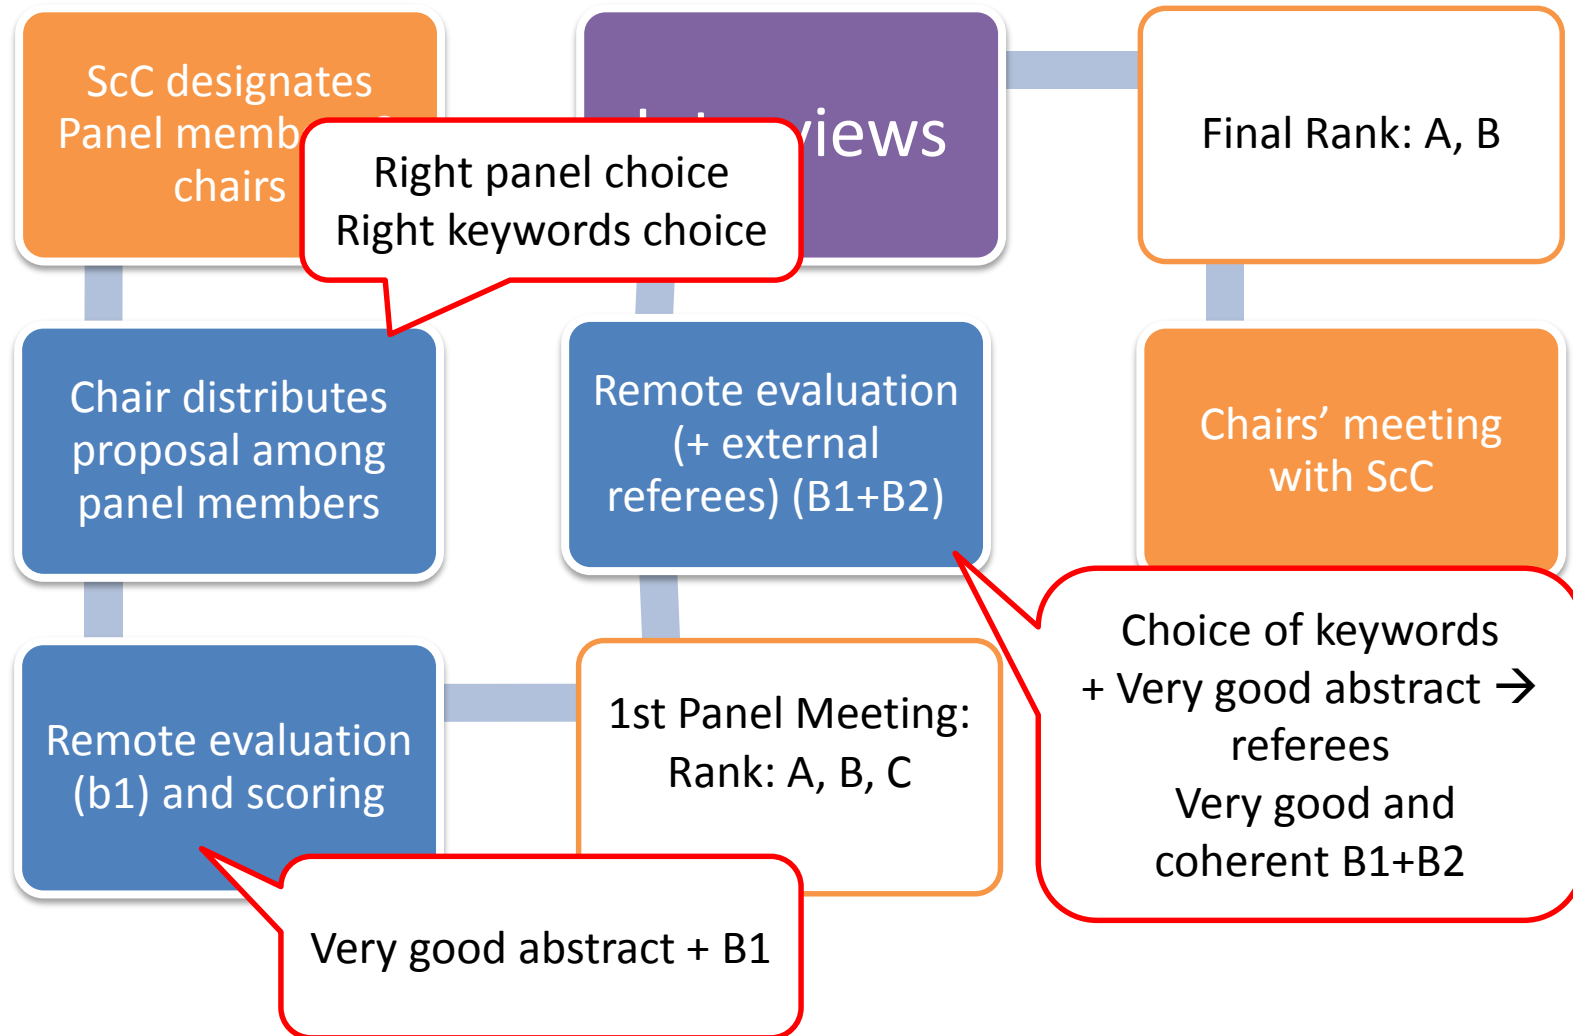 ScC designates
Panel
chairs
Right panel choice
Right keywords choice
Chair distributes
proposal among
panel members
Remote evaluation
(b1) and scoring
Very good abstract + B1
1st Panel Meeting:
Rank: A, B, C
Remote evaluation
(+ external
referees) (B1+B2)
Choice of keywords
+ Very good abstract →
referees
Very good and
coherent B1+B2
Final Rank: A, B
Chairs’ meeting
with ScC